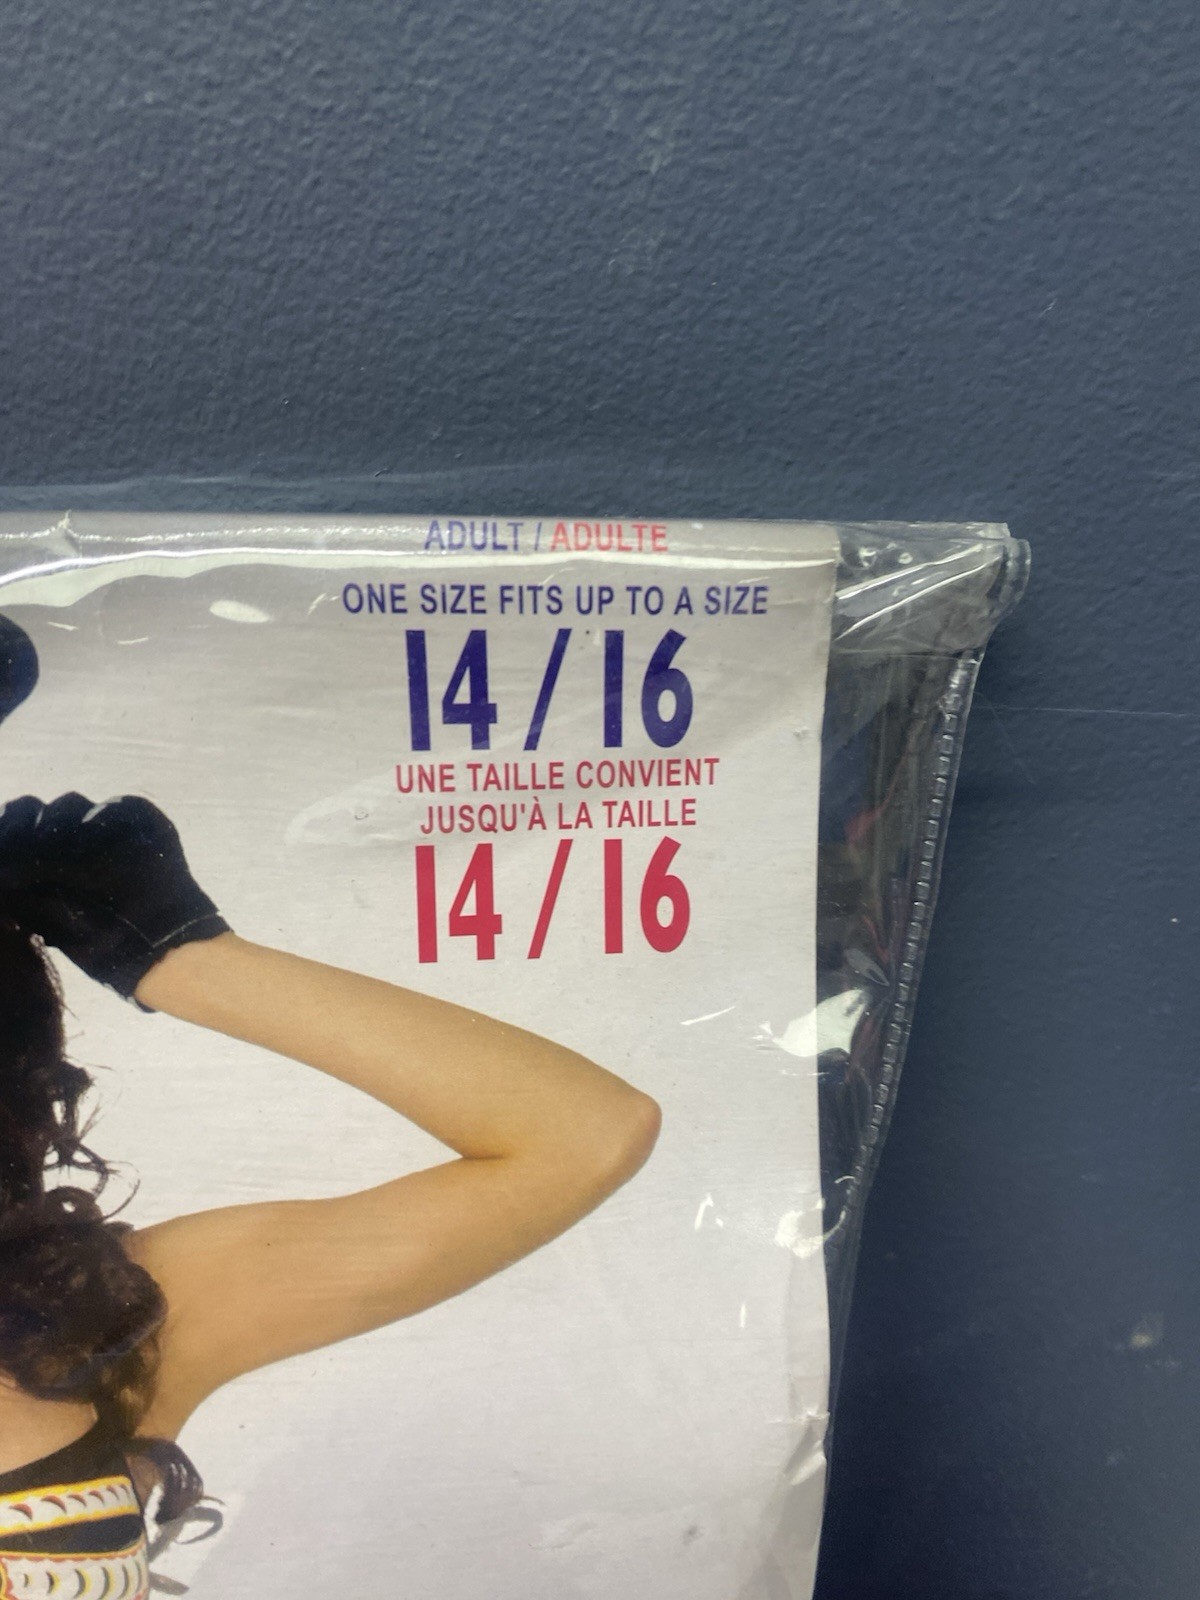 ADULT / ADULTE
ONE SIZE FITS UP TO A SIZE
14 / 16
UNE TAILLE CONVIENT
JUSQU'À LA TAILLE
14 / 16